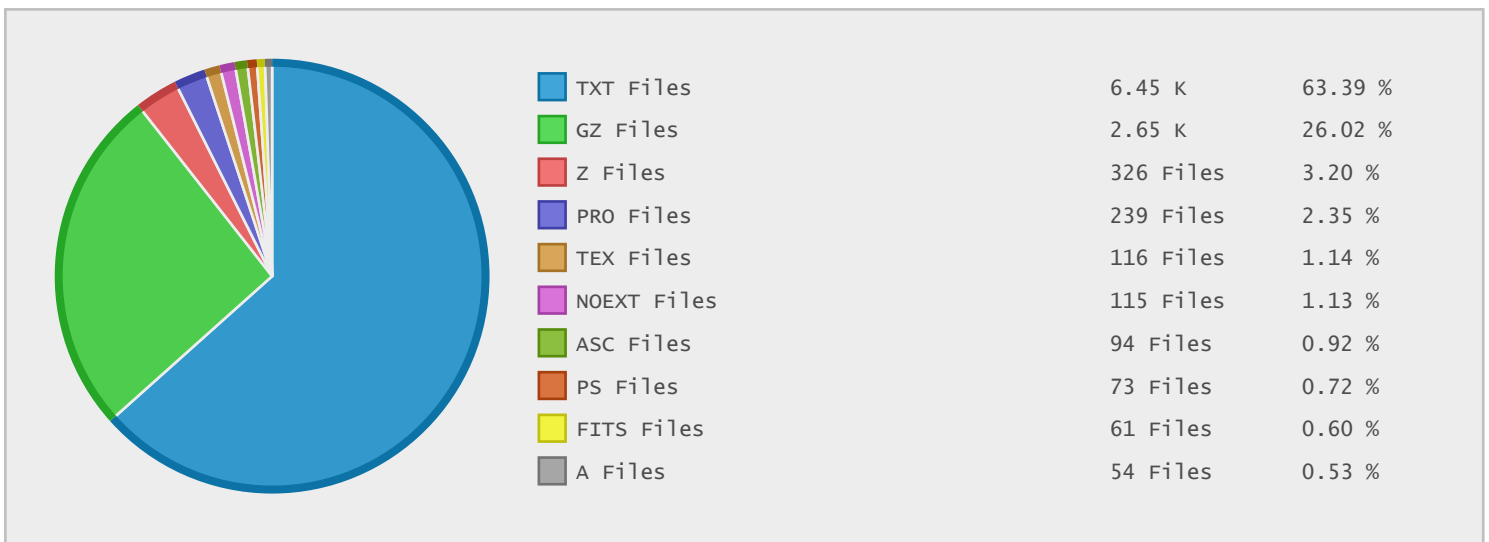 TXT Files 6.45 K 63.39 %
GZ Files 2.65 K 26.02 %
Z Files 326 Files 3.20 %
PRO Files 239 Files 2.35 %
TEX Files 116 Files 1.14 %
NOEXT Files 115 Files 1.13 %
ASC Files 94 Files 0.92 %
PS Files 73 Files 0.72 %
FITS Files 61 Files 0.60 %
A Files 54 Files 0.53 %